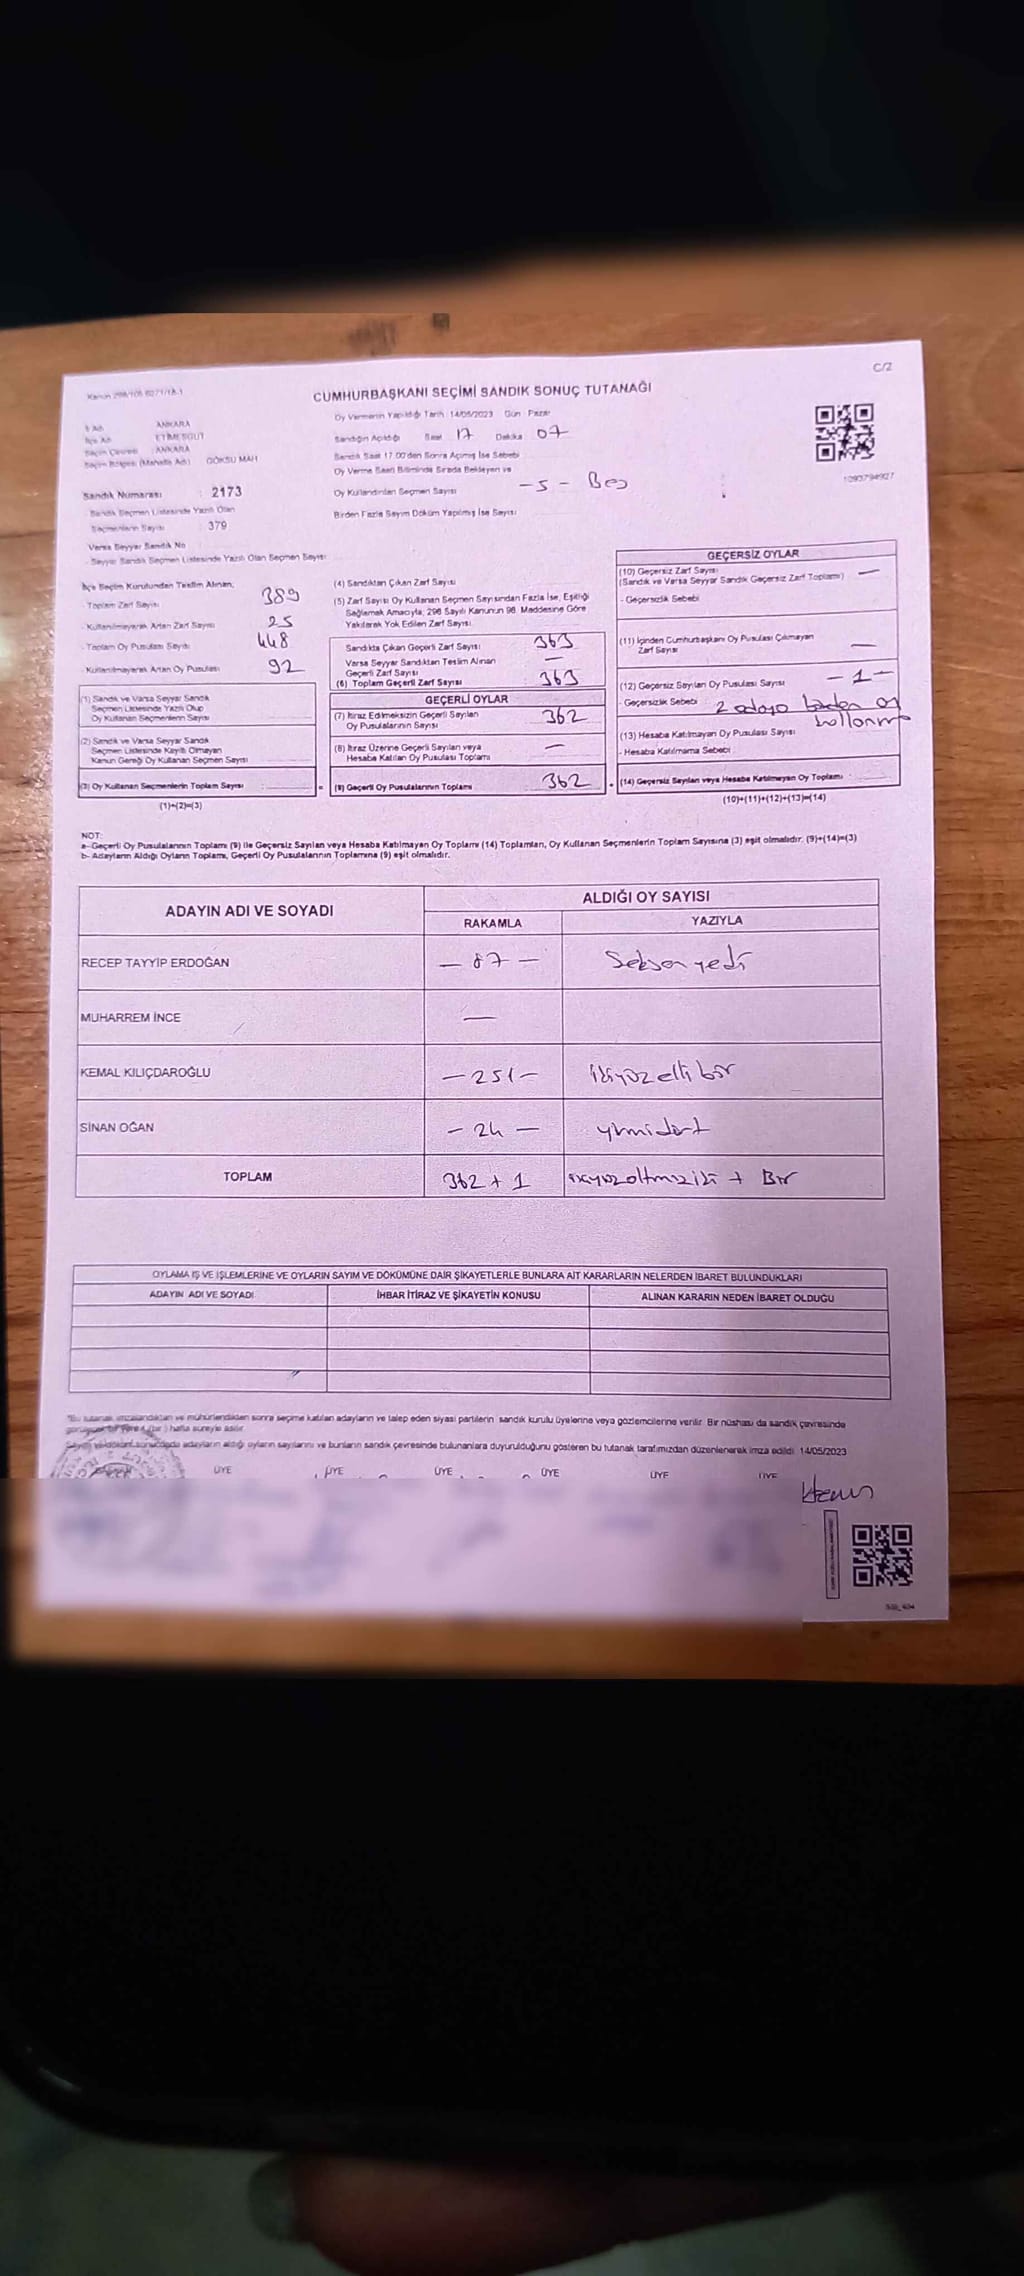 C/2
CUMHURBAŞKANI SEÇİMİ SANDIK SONUÇ TUTANAĞI
Oy Vermenin Yapıldığı Tarih : 14/05/2023 Gün : Pazar
İl Adı ANKARA
İlçe Adı ETİMESGUT
Seçim Çevresi : ANKARA
Seçim Bölgesi (Mahalle Adı) : GÖKSU MAH
Sandığın Açıldığı Saat 17 Dakika 07
Sandık Saat 17.00'den Sonra Açılmış İse Sebebi
Oy Verme Saati Bitiminde Sırada Bekleyen ve
Oy Kullandırılan Seçmen Sayısı -5- Beş
Birden Fazla Sayım Döküm Yapılmış İse Sayısı
1093794927
Sandık Numarası : 2173
Sandık Seçmen Listesinde Yazılı Olan
Seçmenlerin Sayısı : 379
Varsa Seyyar Sandık No
- Seyyar Sandık Seçmen Listesinde Yazılı Olan Seçmen Sayısı
İlçe Seçim Kurulundan Teslim Alınan;
- Toplam Zarf Sayısı 389
- Kullanılmayarak Artan Zarf Sayısı 25
- Toplam Oy Pusulası Sayısı 448
- Kullanılmayarak Artan Oy Pusulası 92
(1) Sandık ve Varsa Seyyar Sandık
Seçmen Listesinde Yazılı Olup
Oy Kullanan Seçmenlerin Sayısı
(2) Sandık ve Varsa Seyyar Sandık
Seçmen Listesinde Kayıtlı Olmayan
Kanun Gereği Oy Kullanan Seçmen Sayısı
(3) Oy Kullanan Seçmenlerin Toplam Sayısı
(1)+(2)=(3)
(4) Sandıktan Çıkan Zarf Sayısı
(5) Zarf Sayısı Oy Kullanan Seçmen Sayısından Fazla İse, Eşitliği
Sağlamak Amacıyla; 298 Sayılı Kanunun 98. Maddesine Göre
Yakılarak Yok Edilen Zarf Sayısı
Sandıkta Çıkan Geçerli Zarf Sayısı 363
Varsa Seyyar Sandıktan Teslim Alınan
Geçerli Zarf Sayısı —
(6) Toplam Geçerli Zarf Sayısı 363
GEÇERLİ OYLAR
(7) İtiraz Edilmeksizin Geçerli Sayılan
Oy Pusulalarının Sayısı 362
(8) İtiraz Üzerine Geçerli Sayılan veya
Hesaba Katılan Oy Pusulası Toplamı —
(9) Geçerli Oy Pusulalarının Toplamı 362
GEÇERSİZ OYLAR
(10) Geçersiz Zarf Sayısı —
(Sandık ve Varsa Seyyar Sandık Geçersiz Zarf Toplamı)
- Geçersizlik Sebebi
(11) İçinden Cumhurbaşkanı Oy Pusulası Çıkmayan
Zarf Sayısı —
(12) Geçersiz Sayılan Oy Pusulası Sayısı -1-
- Geçersizlik Sebebi : 2 adaya birden oy
kullanma
(13) Hesaba Katılmayan Oy Pusulası Sayısı
- Hesaba Katılmama Sebebi
(14) Geçersiz Sayılan veya Hesaba Katılmayan Oy Toplamı
(10)+(11)+(12)+(13)=(14)
NOT:
a- Geçerli Oy Pusulalarının Toplamı (9) ile Geçersiz Sayılan veya Hesaba Katılmayan Oy Toplamı (14) Toplamları, Oy Kullanan Seçmenlerin Toplam Sayısına (3) eşit olmalıdır. (9)+(14)=(3)
b- Adayların Aldığı Oyların Toplamı, Geçerli Oy Pusulalarının Toplamına (9) eşit olmalıdır.
ADAYIN ADI VE SOYADI ALDIĞI OY SAYISI
RAKAMLA YAZIYLA
RECEP TAYYİP ERDOĞAN — 87 — Seksen yedi
MUHARREM İNCE —
KEMAL KILIÇDAROĞLU — 251 — ikiyüz elli bir
SİNAN OĞAN — 24 — yirmidört
TOPLAM 362 + 1 üçyüzaltmışiki + Bir
OYLAMA İŞ VE İŞLEMLERİNE VE OYLARIN SAYIM VE DÖKÜMÜNE DAİR ŞİKAYETLERLE BUNLARA AİT KARARLARIN NELERDEN İBARET BULUNDUKLARI
ADAYIN ADI VE SOYADI İHBAR İTİRAZ VE ŞİKAYETİN KONUSU ALINAN KARARIN NEDEN İBARET OLDUĞU
*Bu tutanak imzalandıktan ve mühürlendikten sonra seçime katılan adayların ve talep eden siyasi partilerin sandık kurulu üyelerine veya gözlemcilerine verilir. Bir nüshası da sandık çevresinde
görülecek bir yere 1 (bir) hafta süreyle asılır.
adayların aldığı oyların sayılarını ve bunların sandık çevresinde bulunanlara duyurulduğunu gösteren bu tutanak tarafımızdan düzenlenerek imza edildi. 14/05/2023
ÜYE ÜYE ÜYE ÜYE ÜYE ÜYE